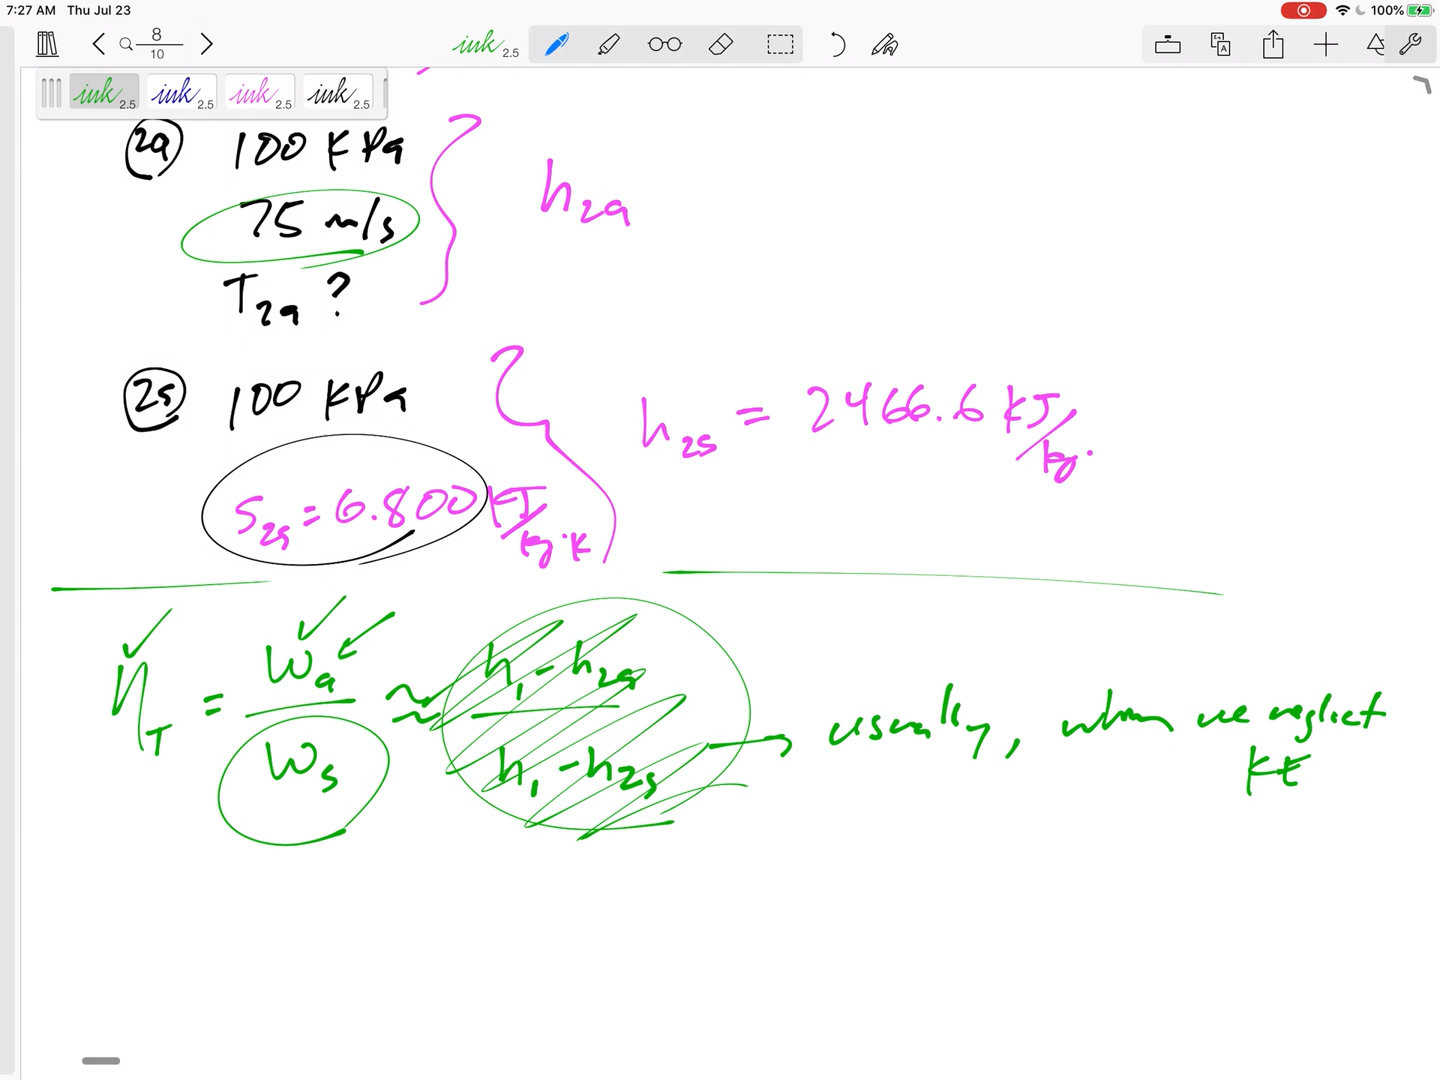 7:27 AM Thu Jul 23
100%
8
10
ink 2.5
ink 2.5 ink 2.5 ink 2.5 ink 2.5
2a 100 KPa
75 m/s
T2a ?
h2a
2s 100 KPa
h2s = 2466.6 kJ/kg.
s2s = 6.800 kJ/kg·K
ηT = wa/ws ≈ h1 - h2a / h1 - h2s → usually, when we neglect
KE